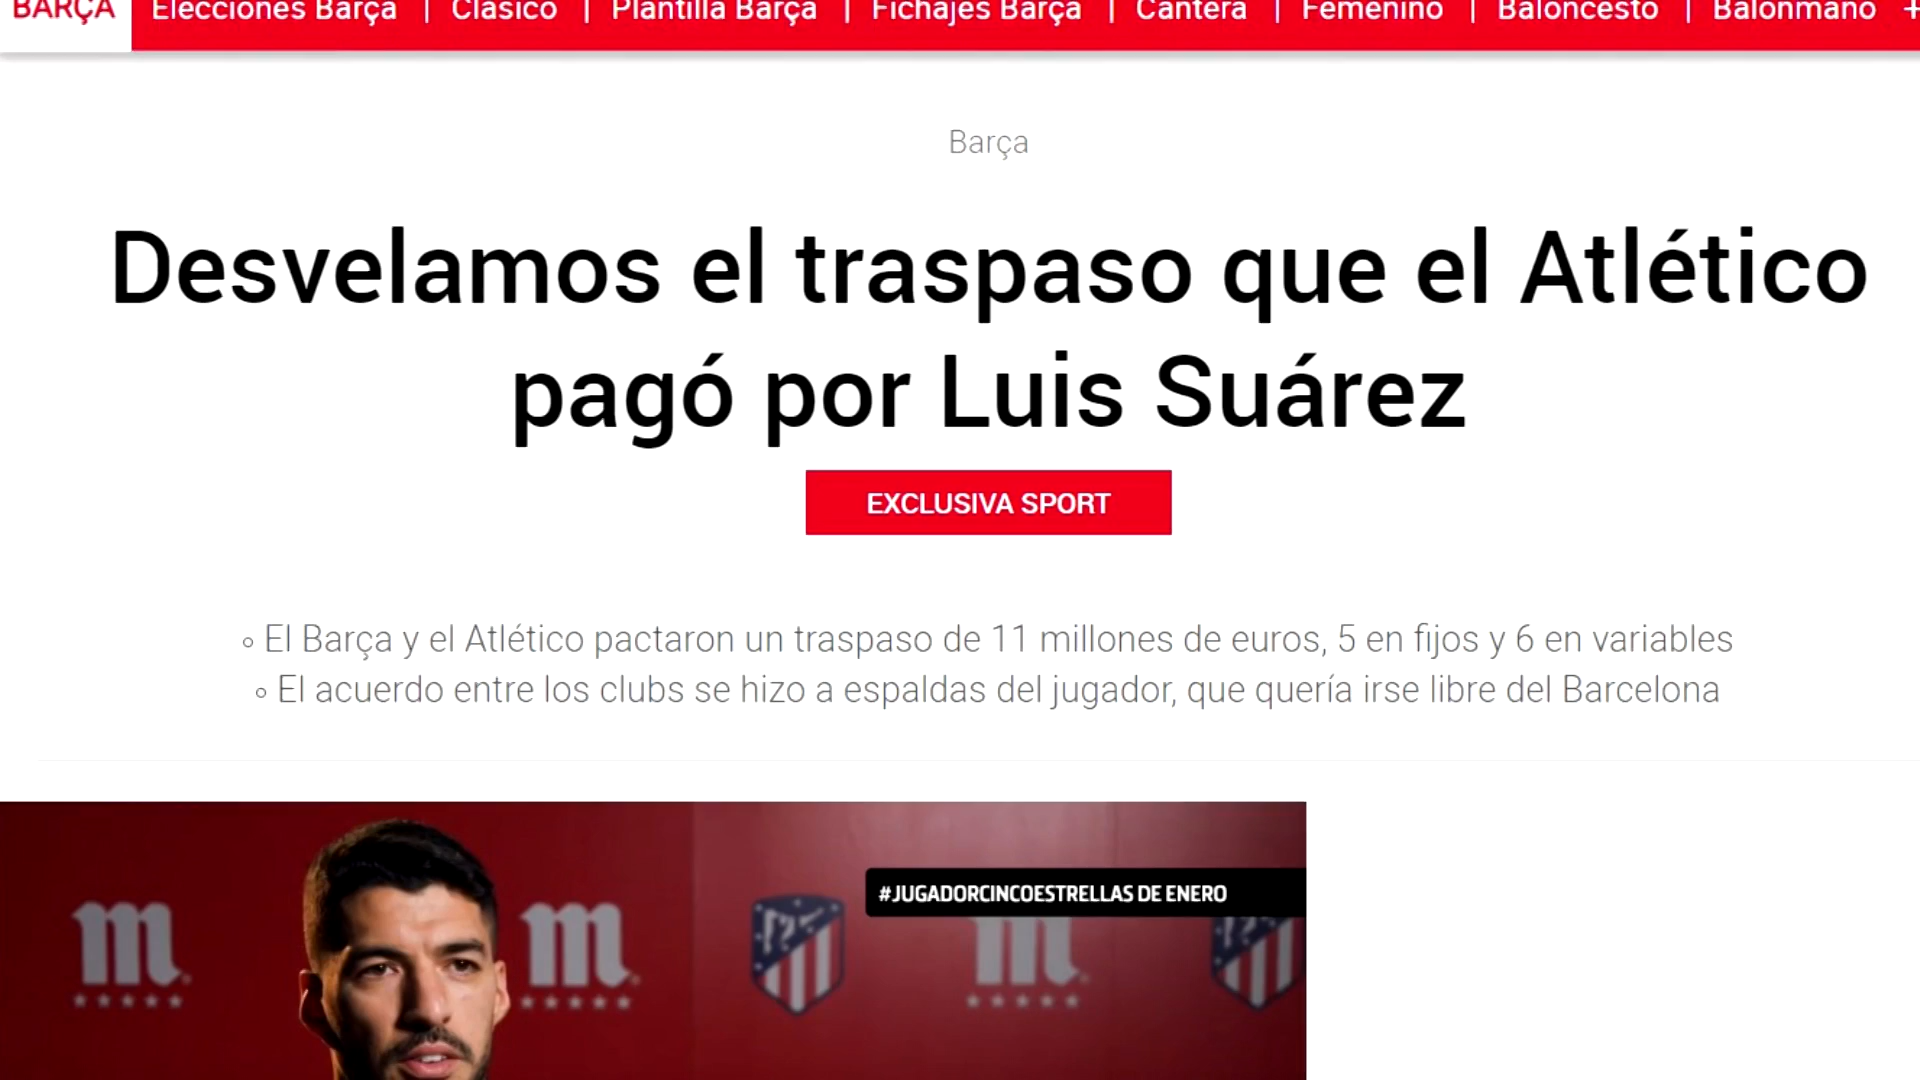 BARÇA Elecciones Barça | Clásico | Plantilla Barça | Fichajes Barça | Cantera | Femenino | Baloncesto | Balonmano +
Barça
Desvelamos el traspaso que el Atlético
pagó por Luis Suárez
EXCLUSIVA SPORT
El Barça y el Atlético pactaron un traspaso de 11 millones de euros, 5 en fijos y 6 en variables
El acuerdo entre los clubs se hizo a espaldas del jugador, que quería irse libre del Barcelona
#JUGADORCINCOESTRELLAS DE ENERO
m m m